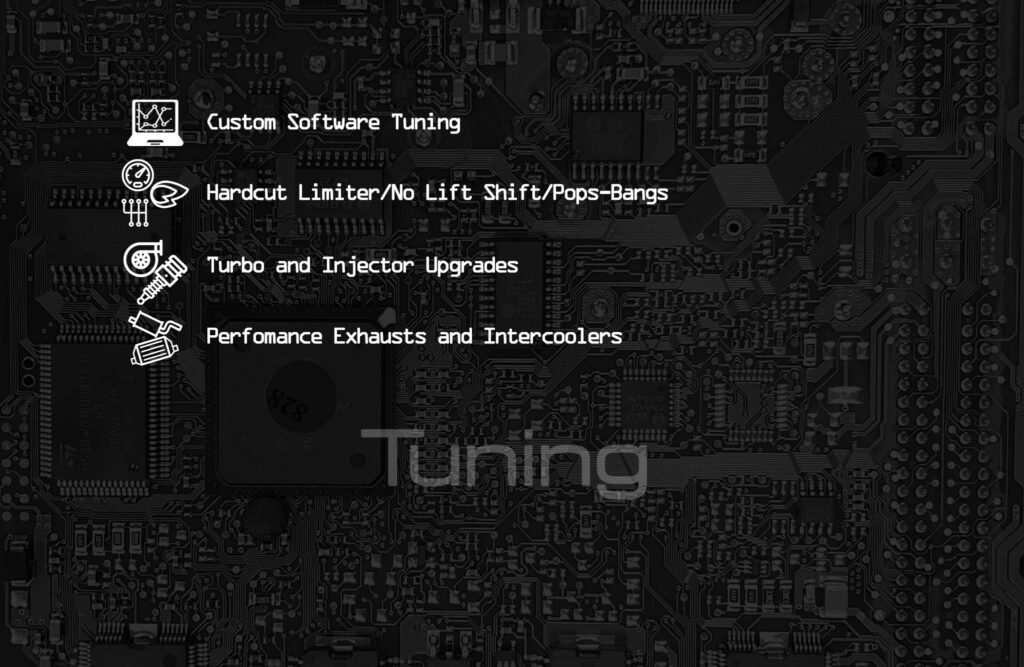 Custom Software Tuning
Hardcut Limiter/No Lift Shift/Pops-Bangs
Turbo and Injector Upgrades
Perfomance Exhausts and Intercoolers
828
Tuning